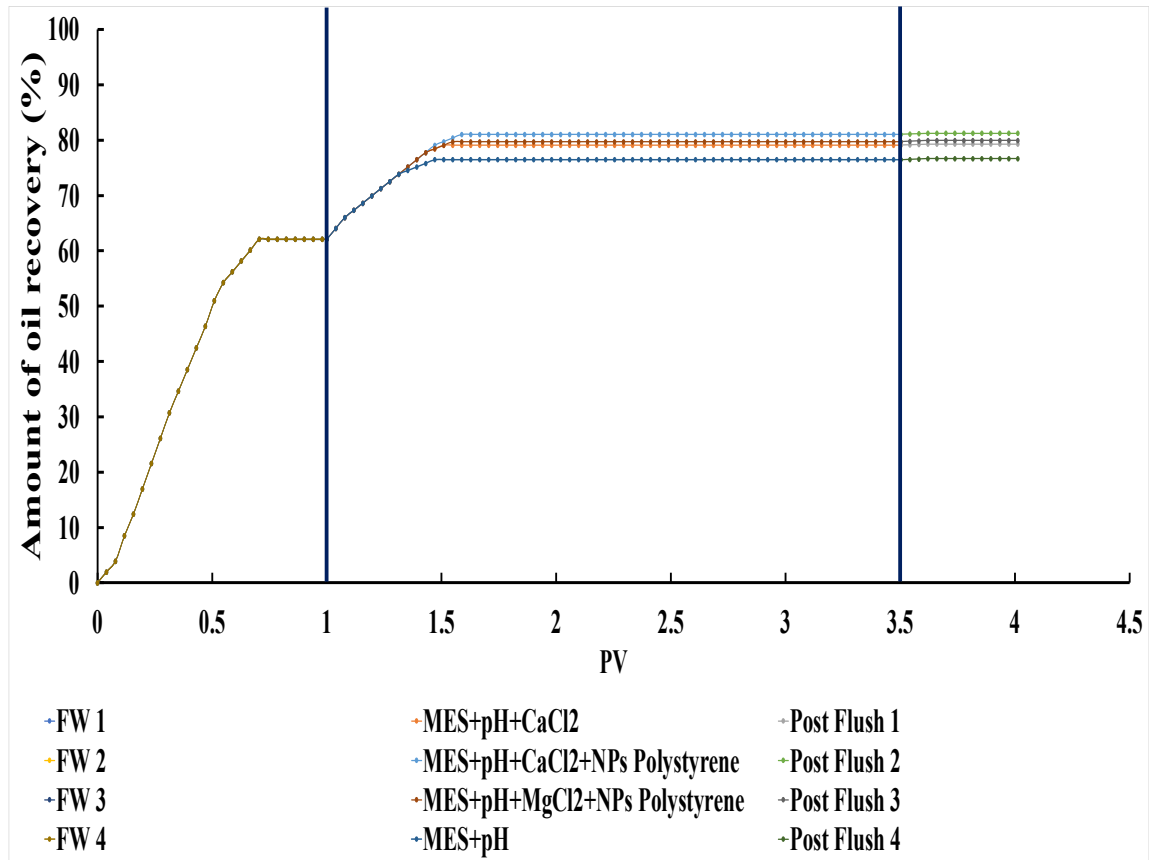 Amount of oil recovery (%)
100
90
80
70
60
50
40
30
20
10
0
0 0.5 1 1.5 2 2.5 3 3.5 4 4.5
PV
FW 1 MES+pH+CaCl2 Post Flush 1
FW 2 MES+pH+CaCl2+NPs Polystyrene Post Flush 2
FW 3 MES+pH+MgCl2+NPs Polystyrene Post Flush 3
FW 4 MES+pH Post Flush 4